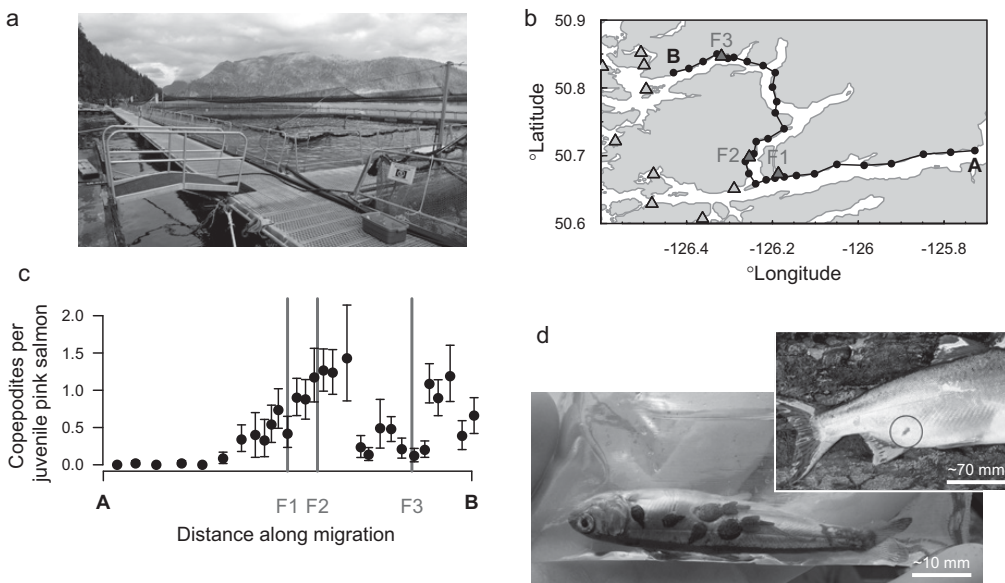 a
b
50.9
50.8
50.7
50.6
°Latitude
B
F3
F2
F1
A
-126.4
-126.2
-126
-125.8
°Longitude
c
Copepodites per
juvenile pink salmon
2.0
1.5
1.0
0.5
0.0
A
F1
F2
F3
B
Distance along migration
d
~70 mm
~10 mm